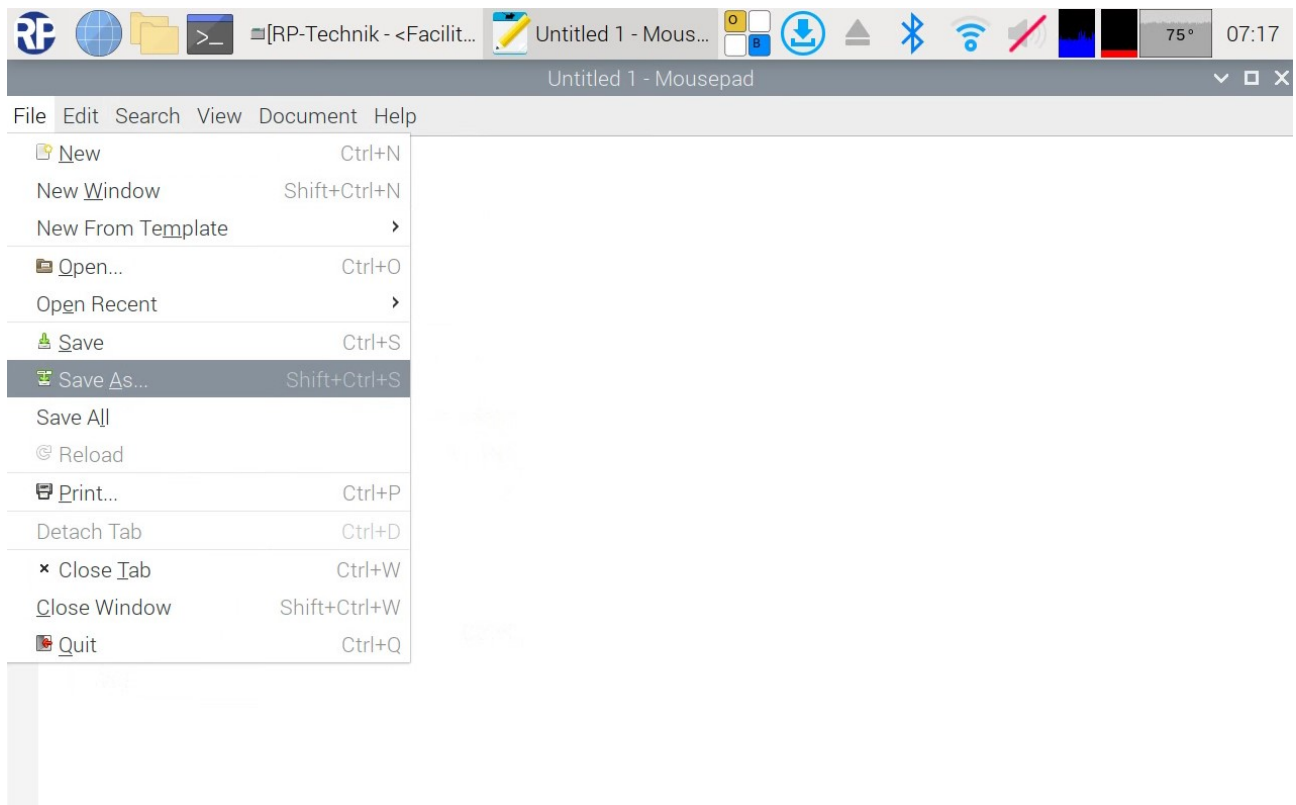 RP >_ [RP-Technik - <Facilit... Untitled 1 - Mous... O B 75° 07:17
Untitled 1 - Mousepad
File Edit Search View Document Help
New Ctrl+N
New Window Shift+Ctrl+N
New From Template
Open... Ctrl+O
Open Recent
Save Ctrl+S
Save As... Shift+Ctrl+S
Save All
Reload
Print... Ctrl+P
Detach Tab Ctrl+D
Close Tab Ctrl+W
Close Window Shift+Ctrl+W
Quit Ctrl+Q